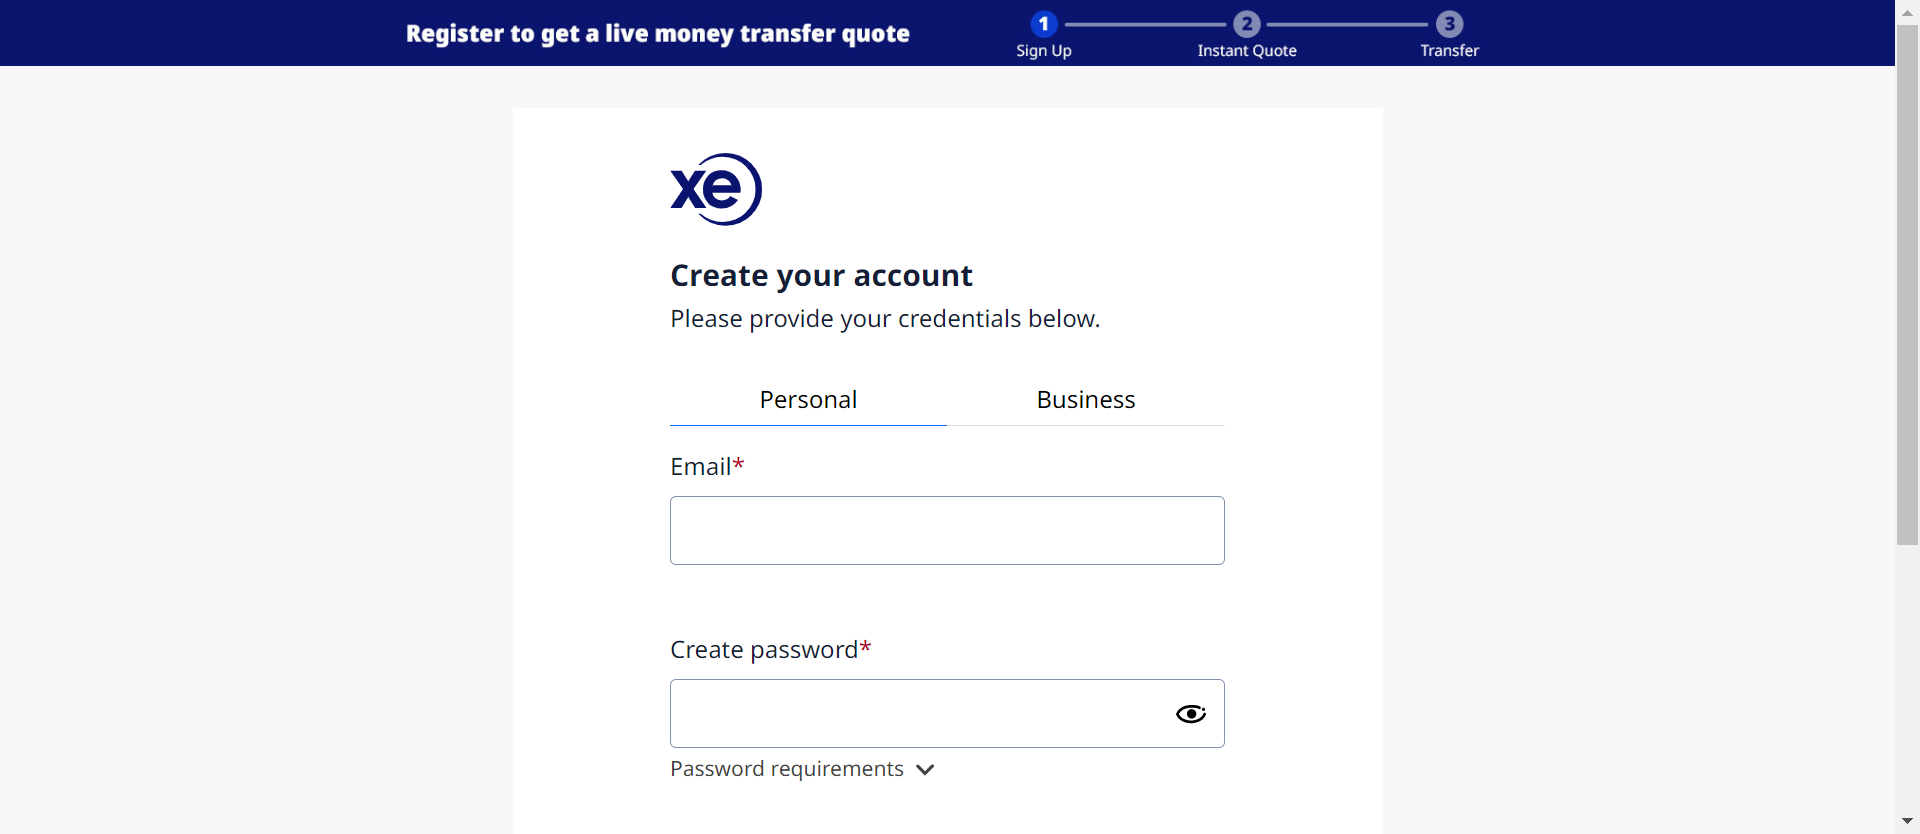 Register to get a live money transfer quote
1 2 3
Sign Up Instant Quote Transfer
xe
Create your account
Please provide your credentials below.
Personal Business
Email*
Create password*
Password requirements